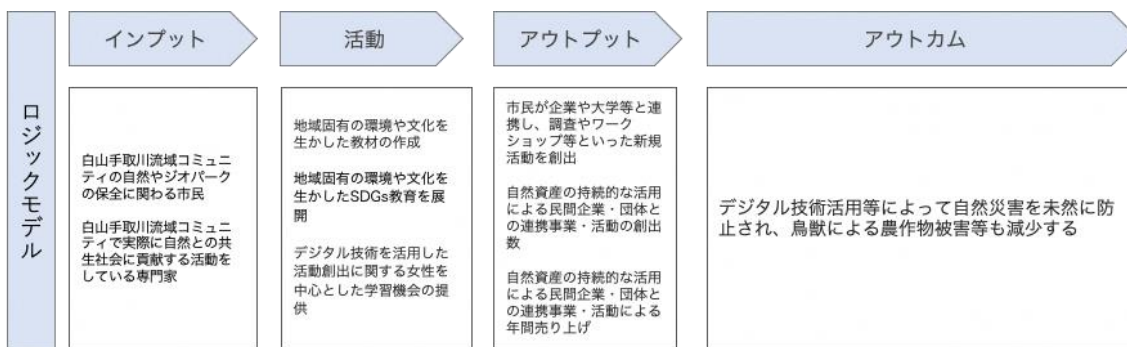 ロジックモデル
インプット
活動
アウトプット
アウトカム
白山手取川流域コミュニ
ティの自然やジオパーク
の保全に関わる市民
白山手取川流域コミュニ
ティで実際に自然との共
生社会に貢献する活動を
している専門家
地域固有の環境や文化を
生かした教材の作成
地域固有の環境や文化を
生かしたSDGs教育を展
開
デジタル技術を活用した
活動創出に関する女性を
中心とした学習機会の提
供
市民が企業や大学等と連
携し、調査やワーク
ショップ等といった新規
活動を創出
自然資産の持続的な活用
による民間企業・団体と
の連携事業・活動の創出
数
自然資産の持続的な活用
による民間企業・団体と
の連携事業・活動による
年間売り上げ
デジタル技術活用等によって自然災害を未然に防
止され、鳥獣による農作物被害等も減少する